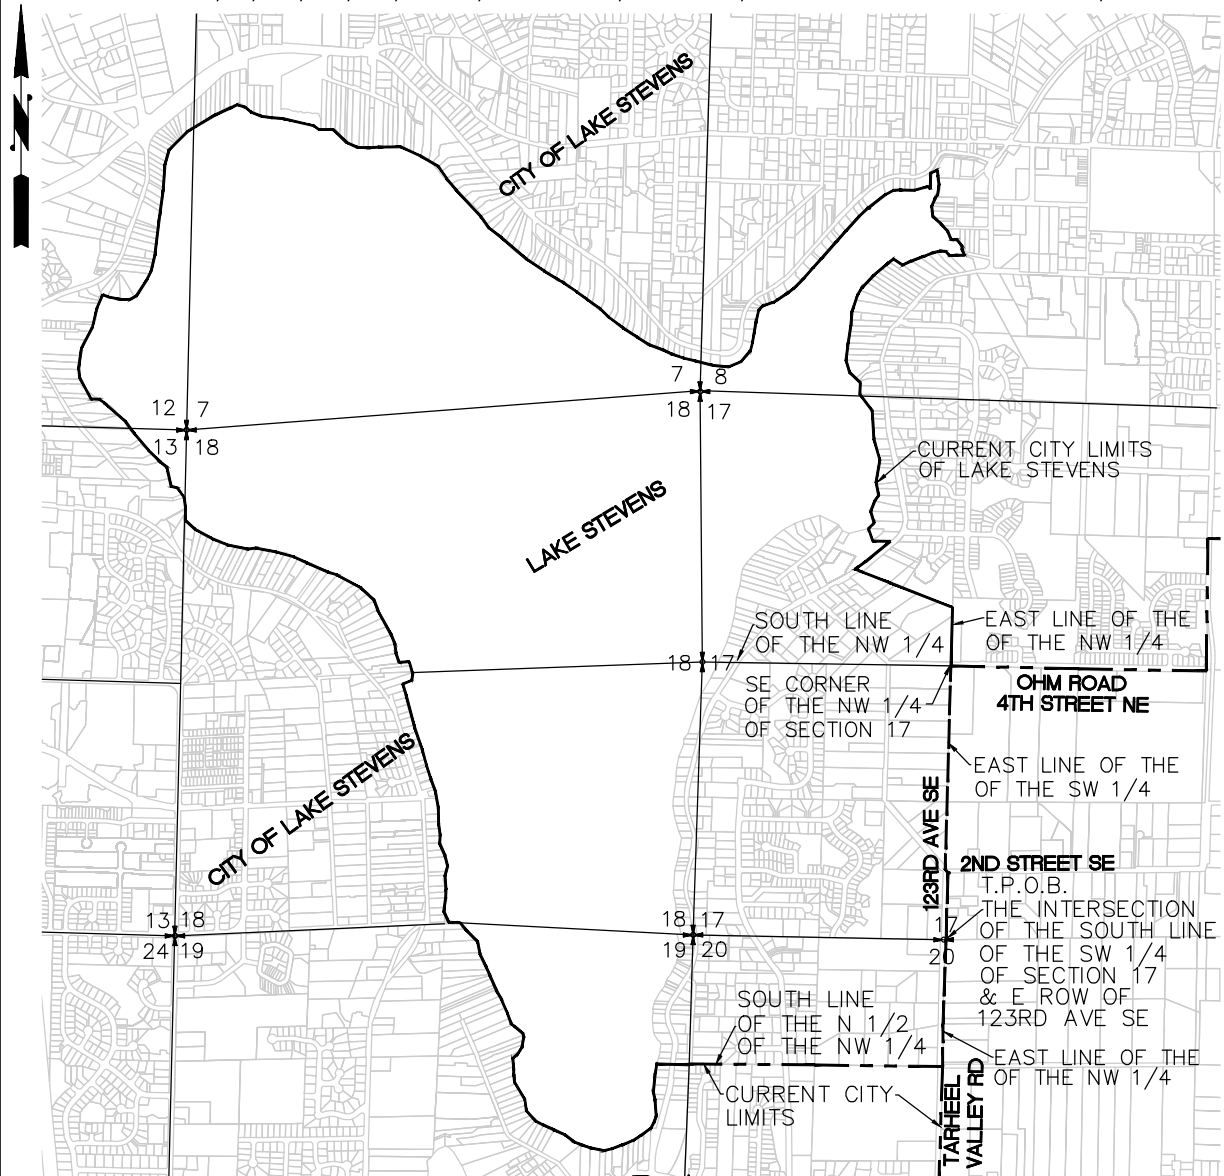 N
CITY OF LAKE STEVENS
7
8
18
17
12
7
13
18
CURRENT CITY LIMITS
OF LAKE STEVENS
LAKE STEVENS
SOUTH LINE
OF THE NW 1/4
EAST LINE OF THE
OF THE NW 1/4
18
17
SE CORNER
OF THE NW 1/4
OF SECTION 17
OHM ROAD
4TH STREET NE
CITY OF LAKE STEVENS
EAST LINE OF THE
OF THE SW 1/4
123RD AVE SE
2ND STREET SE
T.P.O.B.
THE INTERSECTION
OF THE SOUTH LINE
OF THE SW 1/4
OF SECTION 17
& E ROW OF
123RD AVE SE
13
18
24
19
18
17
19
20
17
20
SOUTH LINE
OF THE N 1/2
OF THE NW 1/4
EAST LINE OF THE
OF THE NW 1/4
CURRENT CITY
LIMITS
TARHEEL
VALLEY RD